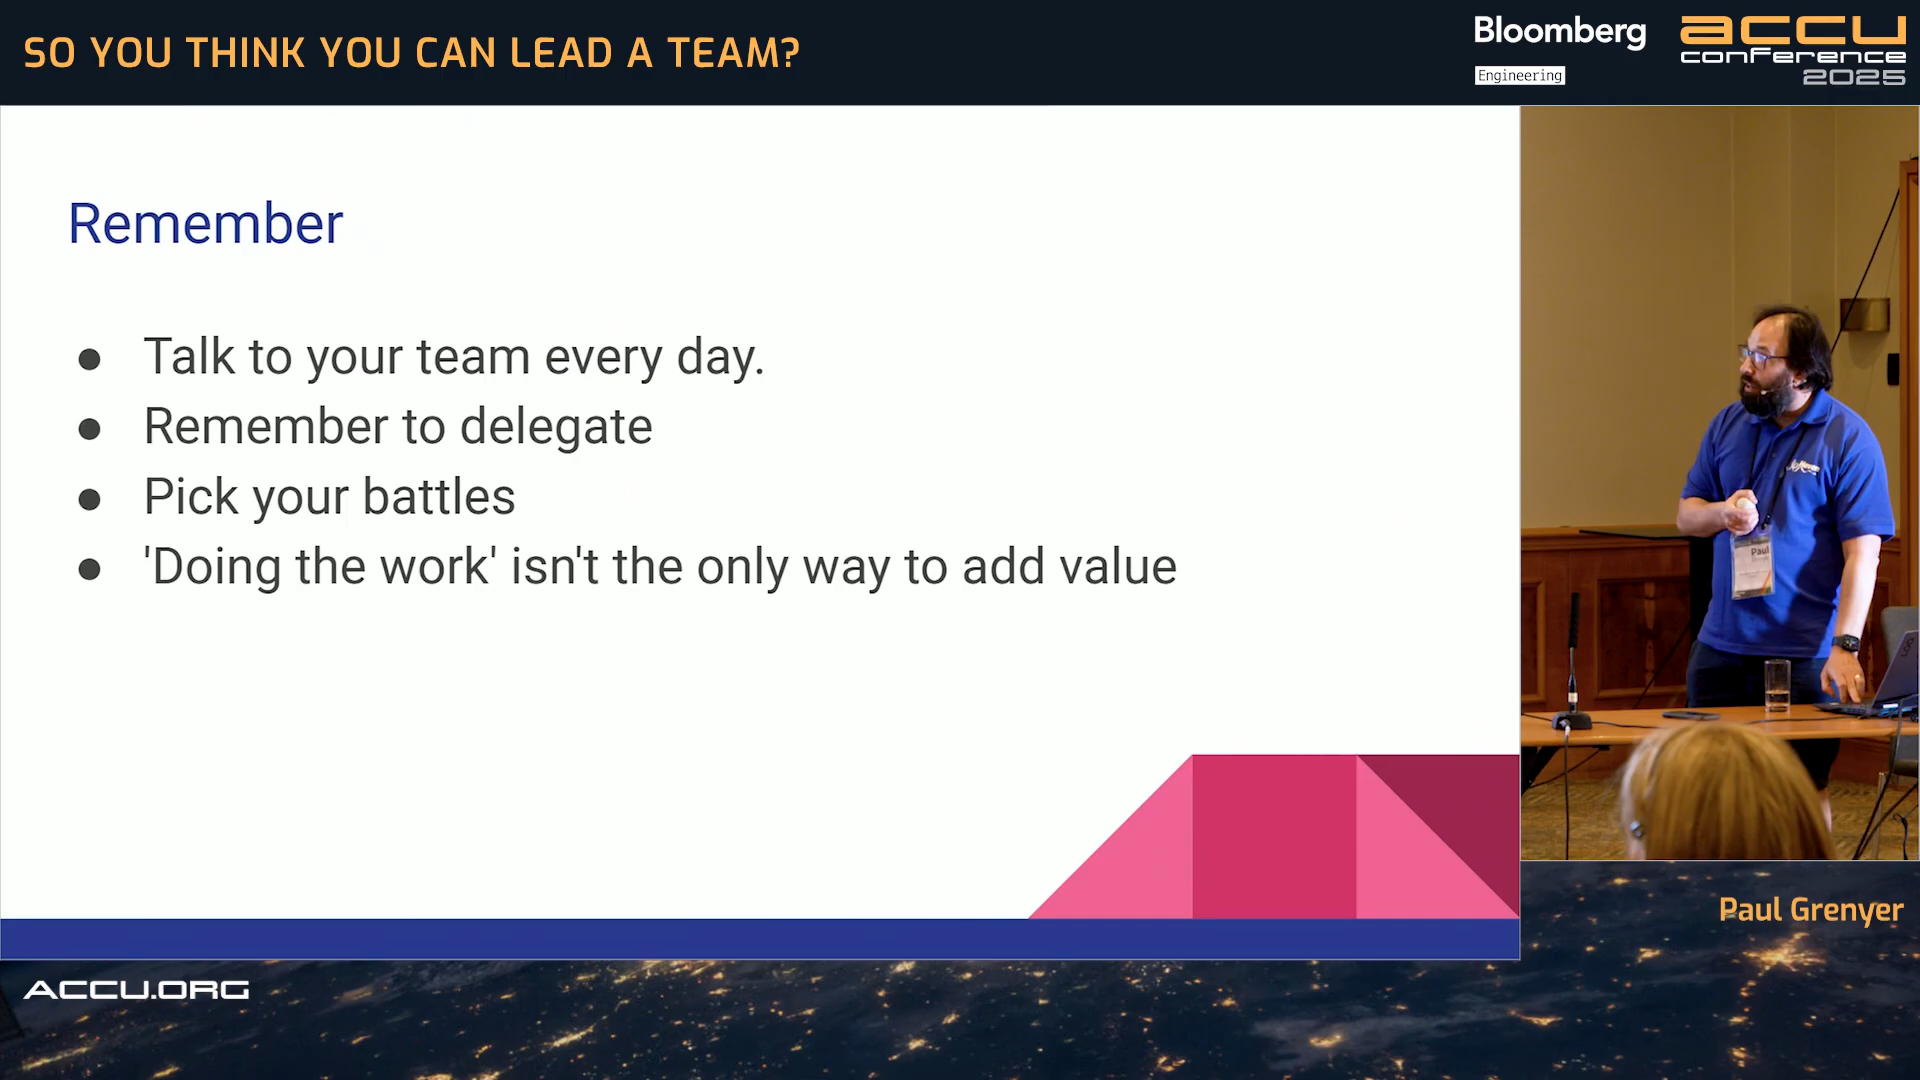 SO YOU THINK YOU CAN LEAD A TEAM?
Bloomberg
Engineering
accu
conference
2025
Remember
● Talk to your team every day.
● Remember to delegate
● Pick your battles
● 'Doing the work' isn't the only way to add value
Paul
Paul Grenyer
ACCU.ORG